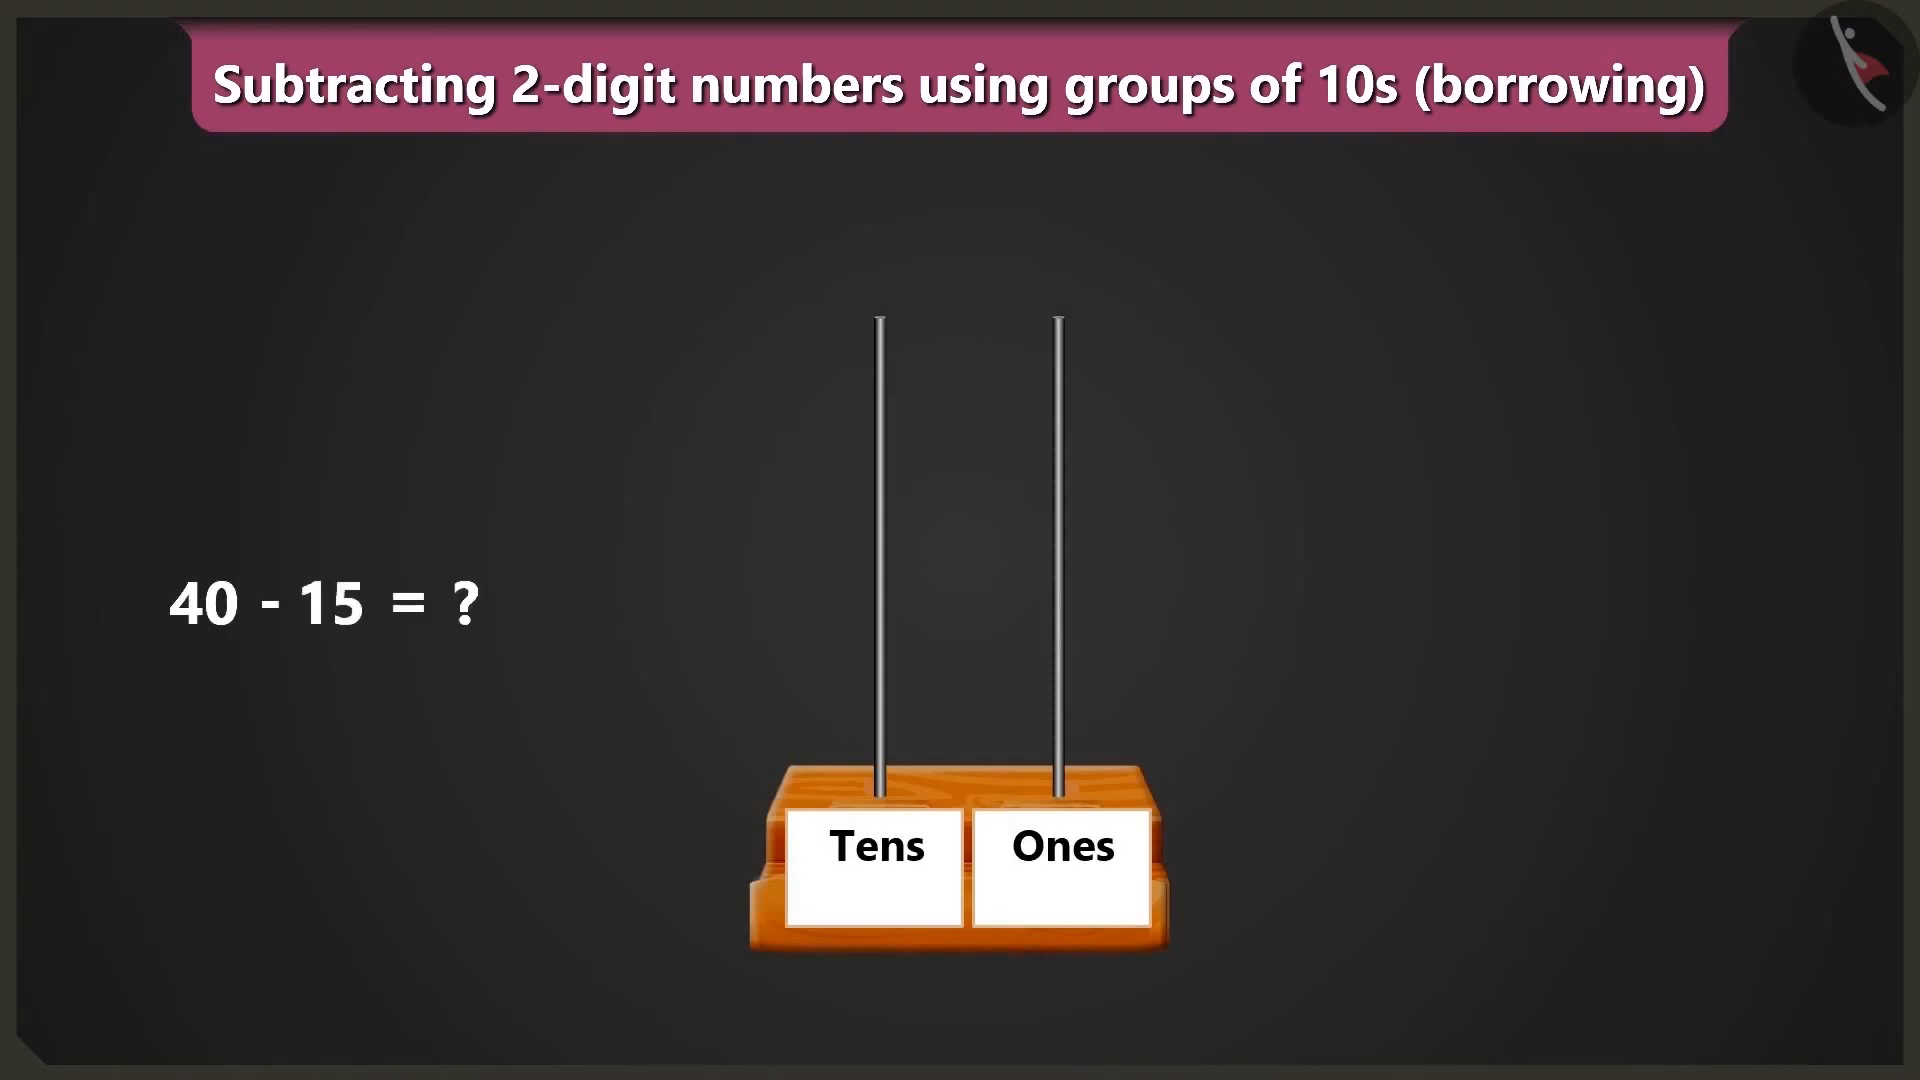 Subtracting 2-digit numbers using groups of 10s (borrowing)
40 - 15 = ?
Tens
Ones